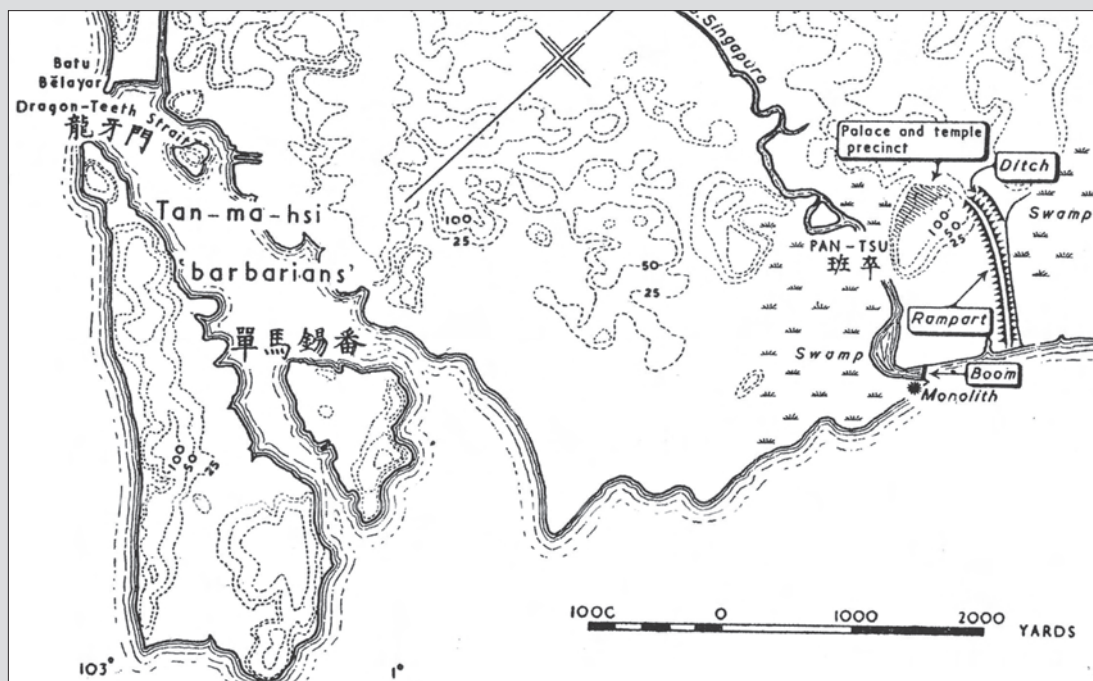 Batu
Bĕlayar
Dragon-Teeth Strait
龍牙門
Tan-ma-hsi
'barbarians'
單馬錫番
100
50
25
103°
1°
100
25
50
25
S. Singapura
Palace and temple
precinct
Ditch
Swamp
100
50
25
PAN-TSU
班卒
Rampart
Swamp
Boom
Monolith
100C 0 1000 2000 YARDS